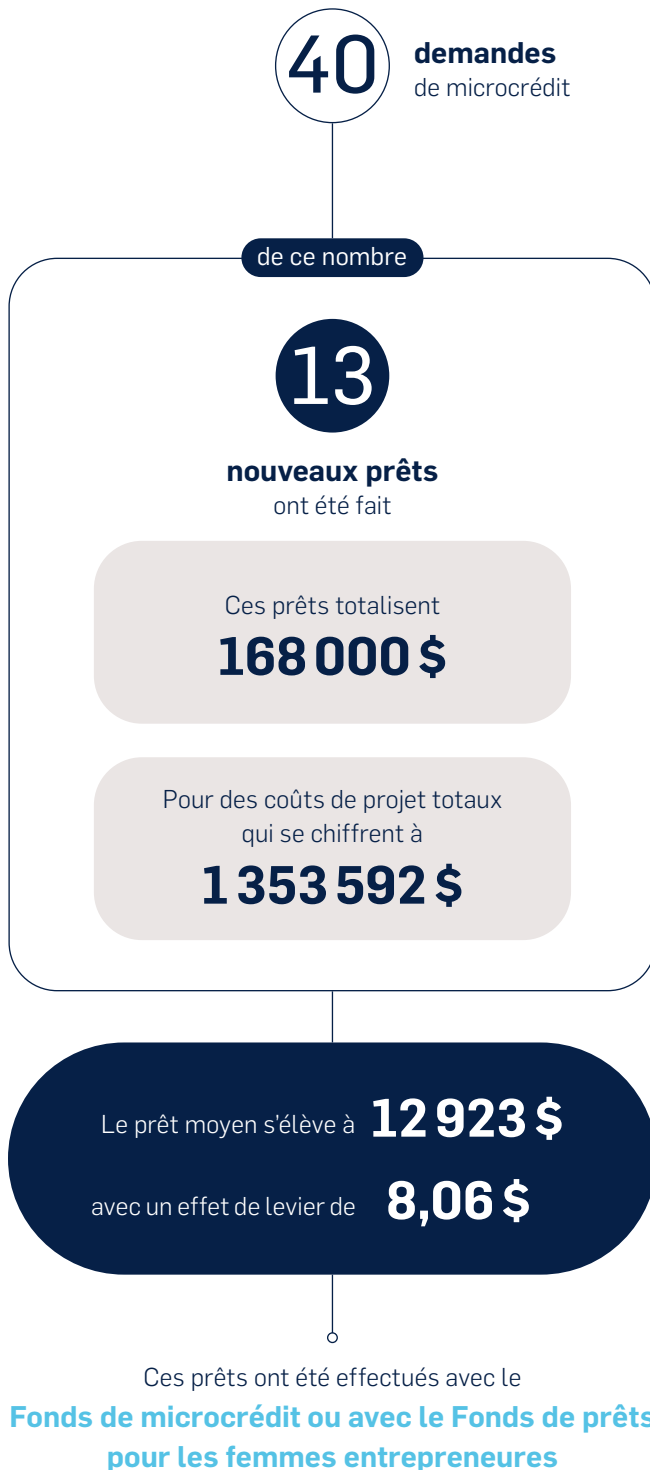 40
demandes
de microcrédit
de ce nombre
13
nouveaux prêts
ont été fait
Ces prêts totalisent
168 000 $
Pour des coûts de projet totaux
qui se chiffrent à
1 353 592 $
Le prêt moyen s’élève à 12 923 $
avec un effet de levier de 8,06 $
Ces prêts ont été effectués avec le
Fonds de microcrédit ou avec le Fonds de prêts
pour les femmes entrepreneures